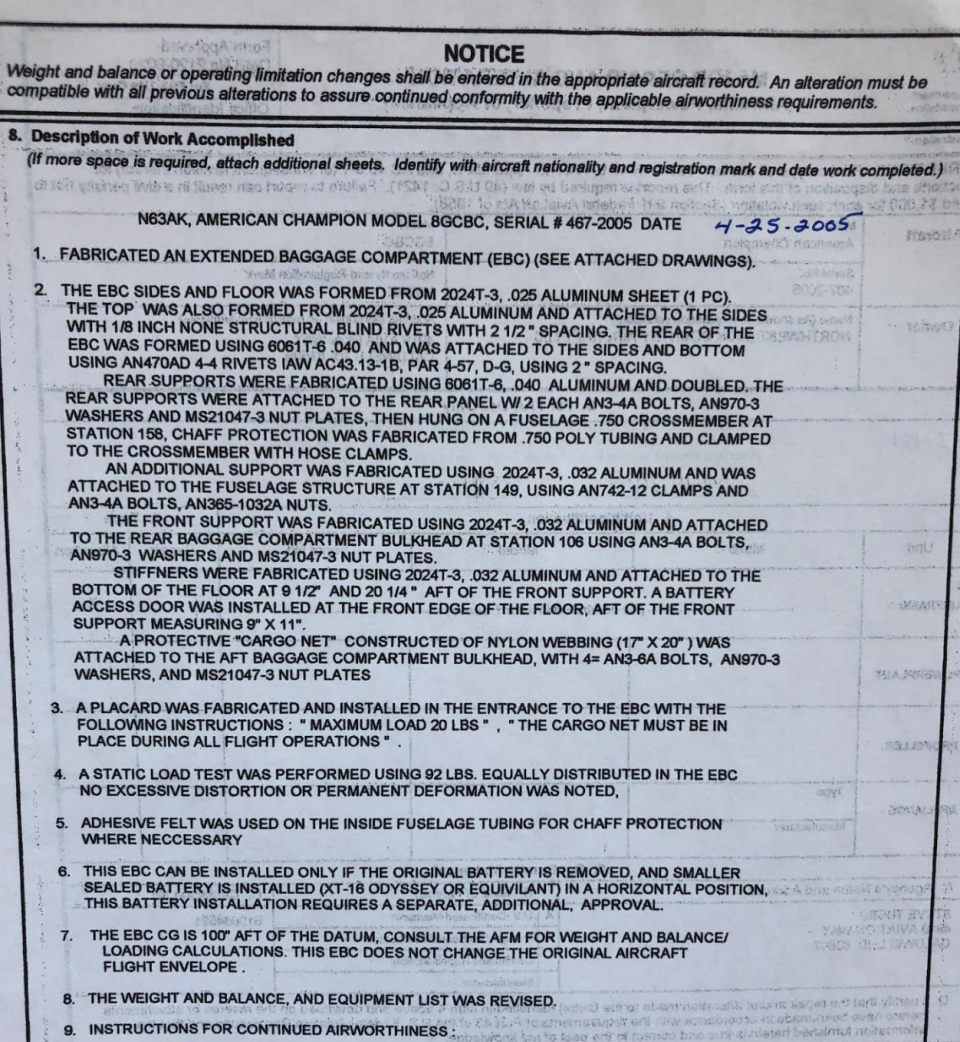 NOTICE
Weight and balance or operating limitation changes shall be entered in the appropriate aircraft record. An alteration must be
compatible with all previous alterations to assure continued conformity with the applicable airworthiness requirements.
8. Description of Work Accomplished
(If more space is required, attach additional sheets. Identify with aircraft nationality and registration mark and date work completed.)
N63AK, AMERICAN CHAMPION MODEL 8GCBC, SERIAL # 467-2005 DATE 4-25-2005
1. FABRICATED AN EXTENDED BAGGAGE COMPARTMENT (EBC) (SEE ATTACHED DRAWINGS).
2. THE EBC SIDES AND FLOOR WAS FORMED FROM 2024T-3, .025 ALUMINUM SHEET (1 PC).
THE TOP WAS ALSO FORMED FROM 2024T-3, .025 ALUMINUM AND ATTACHED TO THE SIDES
WITH 1/8 INCH NONE STRUCTURAL BLIND RIVETS WITH 2 1/2 " SPACING. THE REAR OF THE
EBC WAS FORMED USING 6061T-6 .040 AND WAS ATTACHED TO THE SIDES AND BOTTOM
USING AN470AD 4-4 RIVETS IAW AC43.13-1B, PAR 4-57, D-G, USING 2 " SPACING.
REAR SUPPORTS WERE FABRICATED USING 6061T-6, .040 ALUMINUM AND DOUBLED. THE
REAR SUPPORTS WERE ATTACHED TO THE REAR PANEL W/ 2 EACH AN3-4A BOLTS, AN970-3
WASHERS AND MS21047-3 NUT PLATES, THEN HUNG ON A FUSELAGE .750 CROSSMEMBER AT
STATION 158, CHAFF PROTECTION WAS FABRICATED FROM .750 POLY TUBING AND CLAMPED
TO THE CROSSMEMBER WITH HOSE CLAMPS.
AN ADDITIONAL SUPPORT WAS FABRICATED USING 2024T-3, .032 ALUMINUM AND WAS
ATTACHED TO THE FUSELAGE STRUCTURE AT STATION 149, USING AN742-12 CLAMPS AND
AN3-4A BOLTS, AN365-1032A NUTS.
THE FRONT SUPPORT WAS FABRICATED USING 2024T-3, .032 ALUMINUM AND ATTACHED
TO THE REAR BAGGAGE COMPARTMENT BULKHEAD AT STATION 106 USING AN3-4A BOLTS,
AN970-3 WASHERS AND MS21047-3 NUT PLATES.
STIFFNERS WERE FABRICATED USING 2024T-3, .032 ALUMINUM AND ATTACHED TO THE
BOTTOM OF THE FLOOR AT 9 1/2" AND 20 1/4 " AFT OF THE FRONT SUPPORT. A BATTERY
ACCESS DOOR WAS INSTALLED AT THE FRONT EDGE OF THE FLOOR, AFT OF THE FRONT
SUPPORT MEASURING 9" X 11".
A PROTECTIVE "CARGO NET" CONSTRUCTED OF NYLON WEBBING (17" X 20" ) WAS
ATTACHED TO THE AFT BAGGAGE COMPARTMENT BULKHEAD, WITH 4= AN3-6A BOLTS, AN970-3
WASHERS, AND MS21047-3 NUT PLATES
3. A PLACARD WAS FABRICATED AND INSTALLED IN THE ENTRANCE TO THE EBC WITH THE
FOLLOWING INSTRUCTIONS : " MAXIMUM LOAD 20 LBS " , " THE CARGO NET MUST BE IN
PLACE DURING ALL FLIGHT OPERATIONS " .
4. A STATIC LOAD TEST WAS PERFORMED USING 92 LBS. EQUALLY DISTRIBUTED IN THE EBC
NO EXCESSIVE DISTORTION OR PERMANENT DEFORMATION WAS NOTED,
5. ADHESIVE FELT WAS USED ON THE INSIDE FUSELAGE TUBING FOR CHAFF PROTECTION
WHERE NECCESSARY
6. THIS EBC CAN BE INSTALLED ONLY IF THE ORIGINAL BATTERY IS REMOVED, AND SMALLER
SEALED BATTERY IS INSTALLED (XT-16 ODYSSEY OR EQUIVILANT) IN A HORIZONTAL POSITION,
THIS BATTERY INSTALLATION REQUIRES A SEPARATE, ADDITIONAL, APPROVAL.
7. THE EBC CG IS 100" AFT OF THE DATUM, CONSULT THE AFM FOR WEIGHT AND BALANCE/
LOADING CALCULATIONS. THIS EBC DOES NOT CHANGE THE ORIGINAL AIRCRAFT
FLIGHT ENVELOPE .
8. THE WEIGHT AND BALANCE, AND EQUIPMENT LIST WAS REVISED.
9. INSTRUCTIONS FOR CONTINUED AIRWORTHINESS :